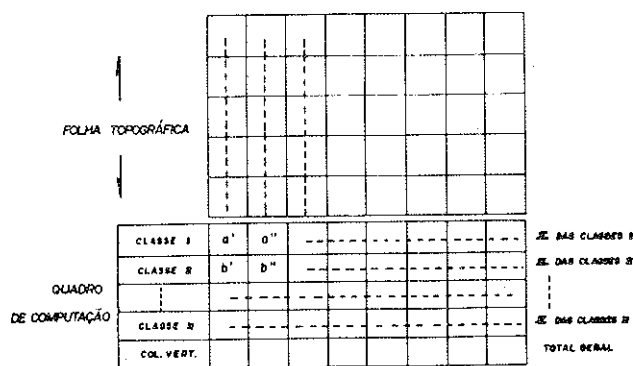 FOLHA TOPOGRÁFICA
CLASSE I a' a'' Σ DAS CLASSES I
CLASSE II b' b'' Σ DAS CLASSES II
QUADRO
DE COMPUTAÇÃO
CLASSE n Σ DAS CLASSES n
COL. VERT. TOTAL GERAL